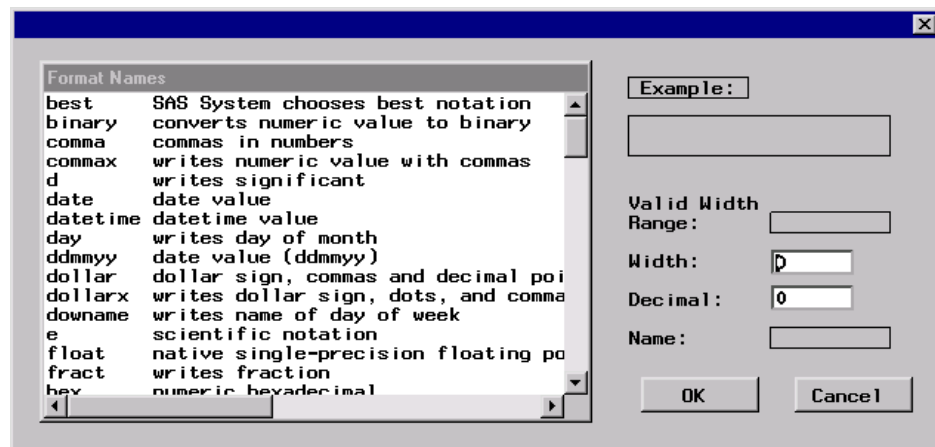 Format Names
best SAS System chooses best notation
binary converts numeric value to binary
comma commas in numbers
commax writes numeric value with commas
d writes significant
date date value
datetime datetime value
day writes day of month
ddmmyy date value (ddmmyy)
dollar dollar sign, commas and decimal poi
dollarx writes dollar sign, dots, and comma
downame writes name of day of week
e scientific notation
float native single-precision floating po
fract writes fraction
hex numeric hexadecimal
Example:
Valid Width
Range:
Width: 0
Decimal: 0
Name:
OK Cancel